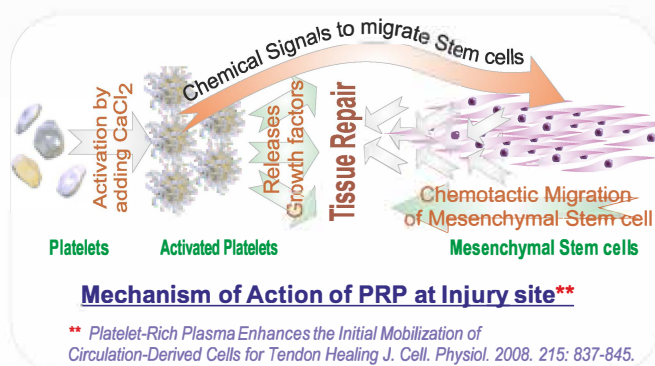 Chemical Signals to migrate Stem cells
Activation by
adding CaCl2
Releases
Growth factors
Tissue Repair
Chemotactic Migration
of Mesenchymal Stem cell
Platelets
Activated Platelets
Mesenchymal Stem cells
Mechanism of Action of PRP at Injury site**
** Platelet-Rich Plasma Enhances the Initial Mobilization of
Circulation-Derived Cells for Tendon Healing J. Cell. Physiol. 2008. 215: 837-845.